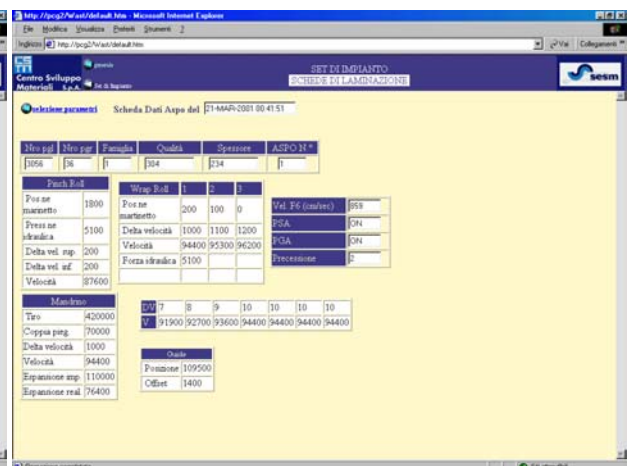 http://pcg2/W/ast/default.htm - Microsoft Internet Explorer
File Modifica Visualizza Preferiti Strumenti ?
Indirizzo http://pcg2/W/ast/default.htm Vai Collegamenti
CSM
Centro Sviluppo
Materiali S.p.A.
Set di Impianto
SET DI IMPIANTO
SCHEDE DI LAMINAZIONE
sesm
selezione parametri Scheda Dati Aspo del 21-MAR-2001 00:41:51
Nro pgl Nro pgr Famiglia Qualità Spessore ASPO N°
3056 36 1 304 234 1
Pinch Roll
Pos.ne marinetto 1800
Press.ne idraulica 5100
Delta vel. sup. 200
Delta vel. inf. 200
Velocità 87600
Wrap Roll 1 2 3
Pos.ne martinetto 200 100 0
Delta velocità 1000 1100 1200
Velocità 94400 95300 96200
Forza idraulica 5100
Vel. F6 (cm/sec) 859
PSA ON
PGA ON
Precessione 2
Mandrino
Tiro 420000
Coppia pieg. 70000
Delta velocità 1000
Velocità 94400
Espansione imp. 110000
Espansione real. 76400
DV 7 8 9 10 10 10 10
V 91900 92700 93600 94400 94400 94400 94400
Guide
Posizione 109500
Offset 1400